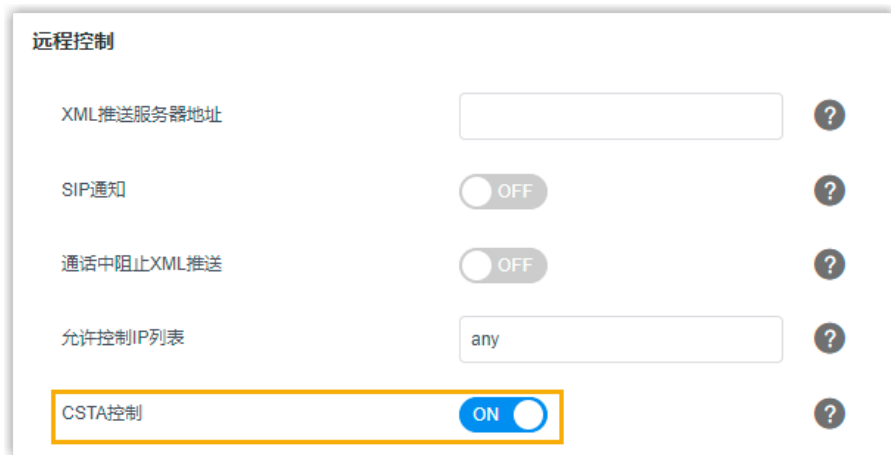 远程控制
XML推送服务器地址 ?
SIP通知 OFF ?
通话中阻止XML推送 OFF ?
允许控制IP列表 any ?
CSTA控制 ON ?